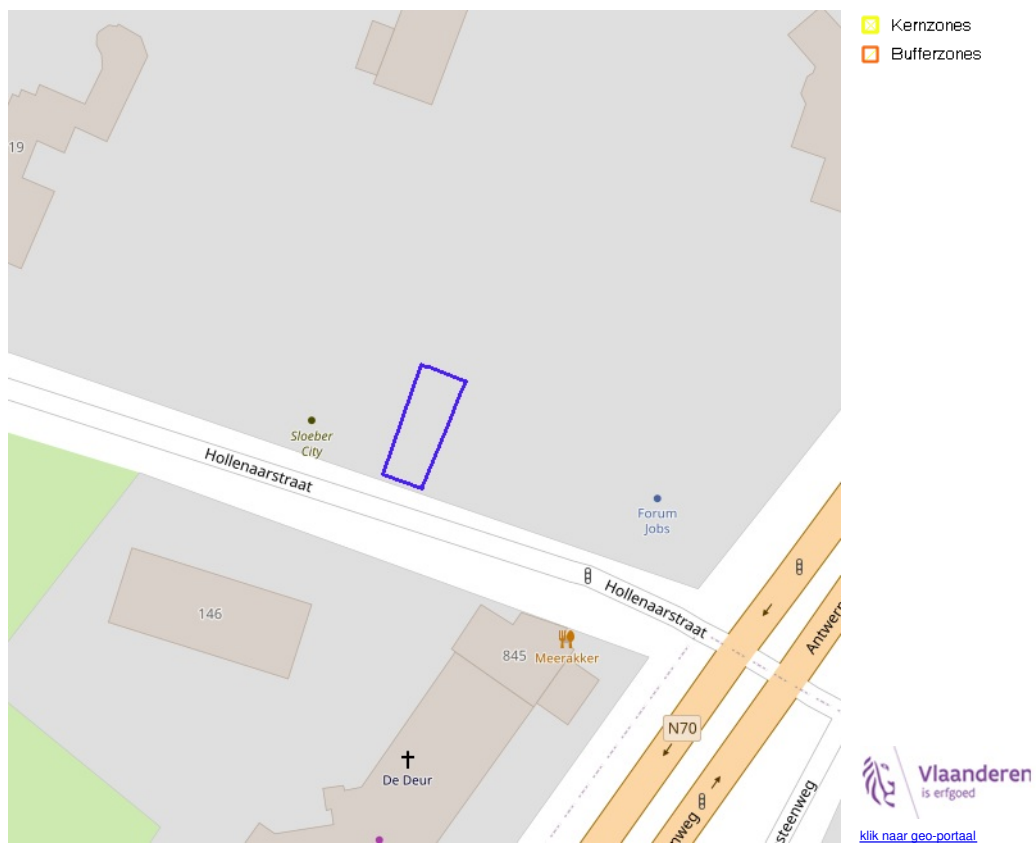 Kernzones
Bufferzones
19
Sloeber
City
Hollenaarstraat
Forum
Jobs
Hollenaarstraat
146
845
Meerakker
N70
De Deur
Vlaanderen
is erfgoed
klik naar geo-portaal